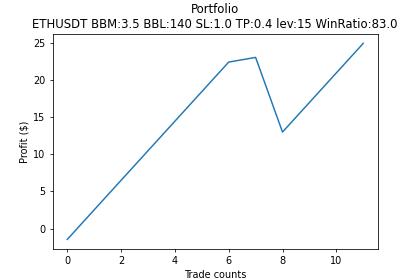 Portfolio
ETHUSDT BBM:3.5 BBL:140 SL:1.0 TP:0.4 lev:15 WinRatio:83.0
25
20
15
10
5
0
Profit ($)
0 2 4 6 8 10
Trade counts